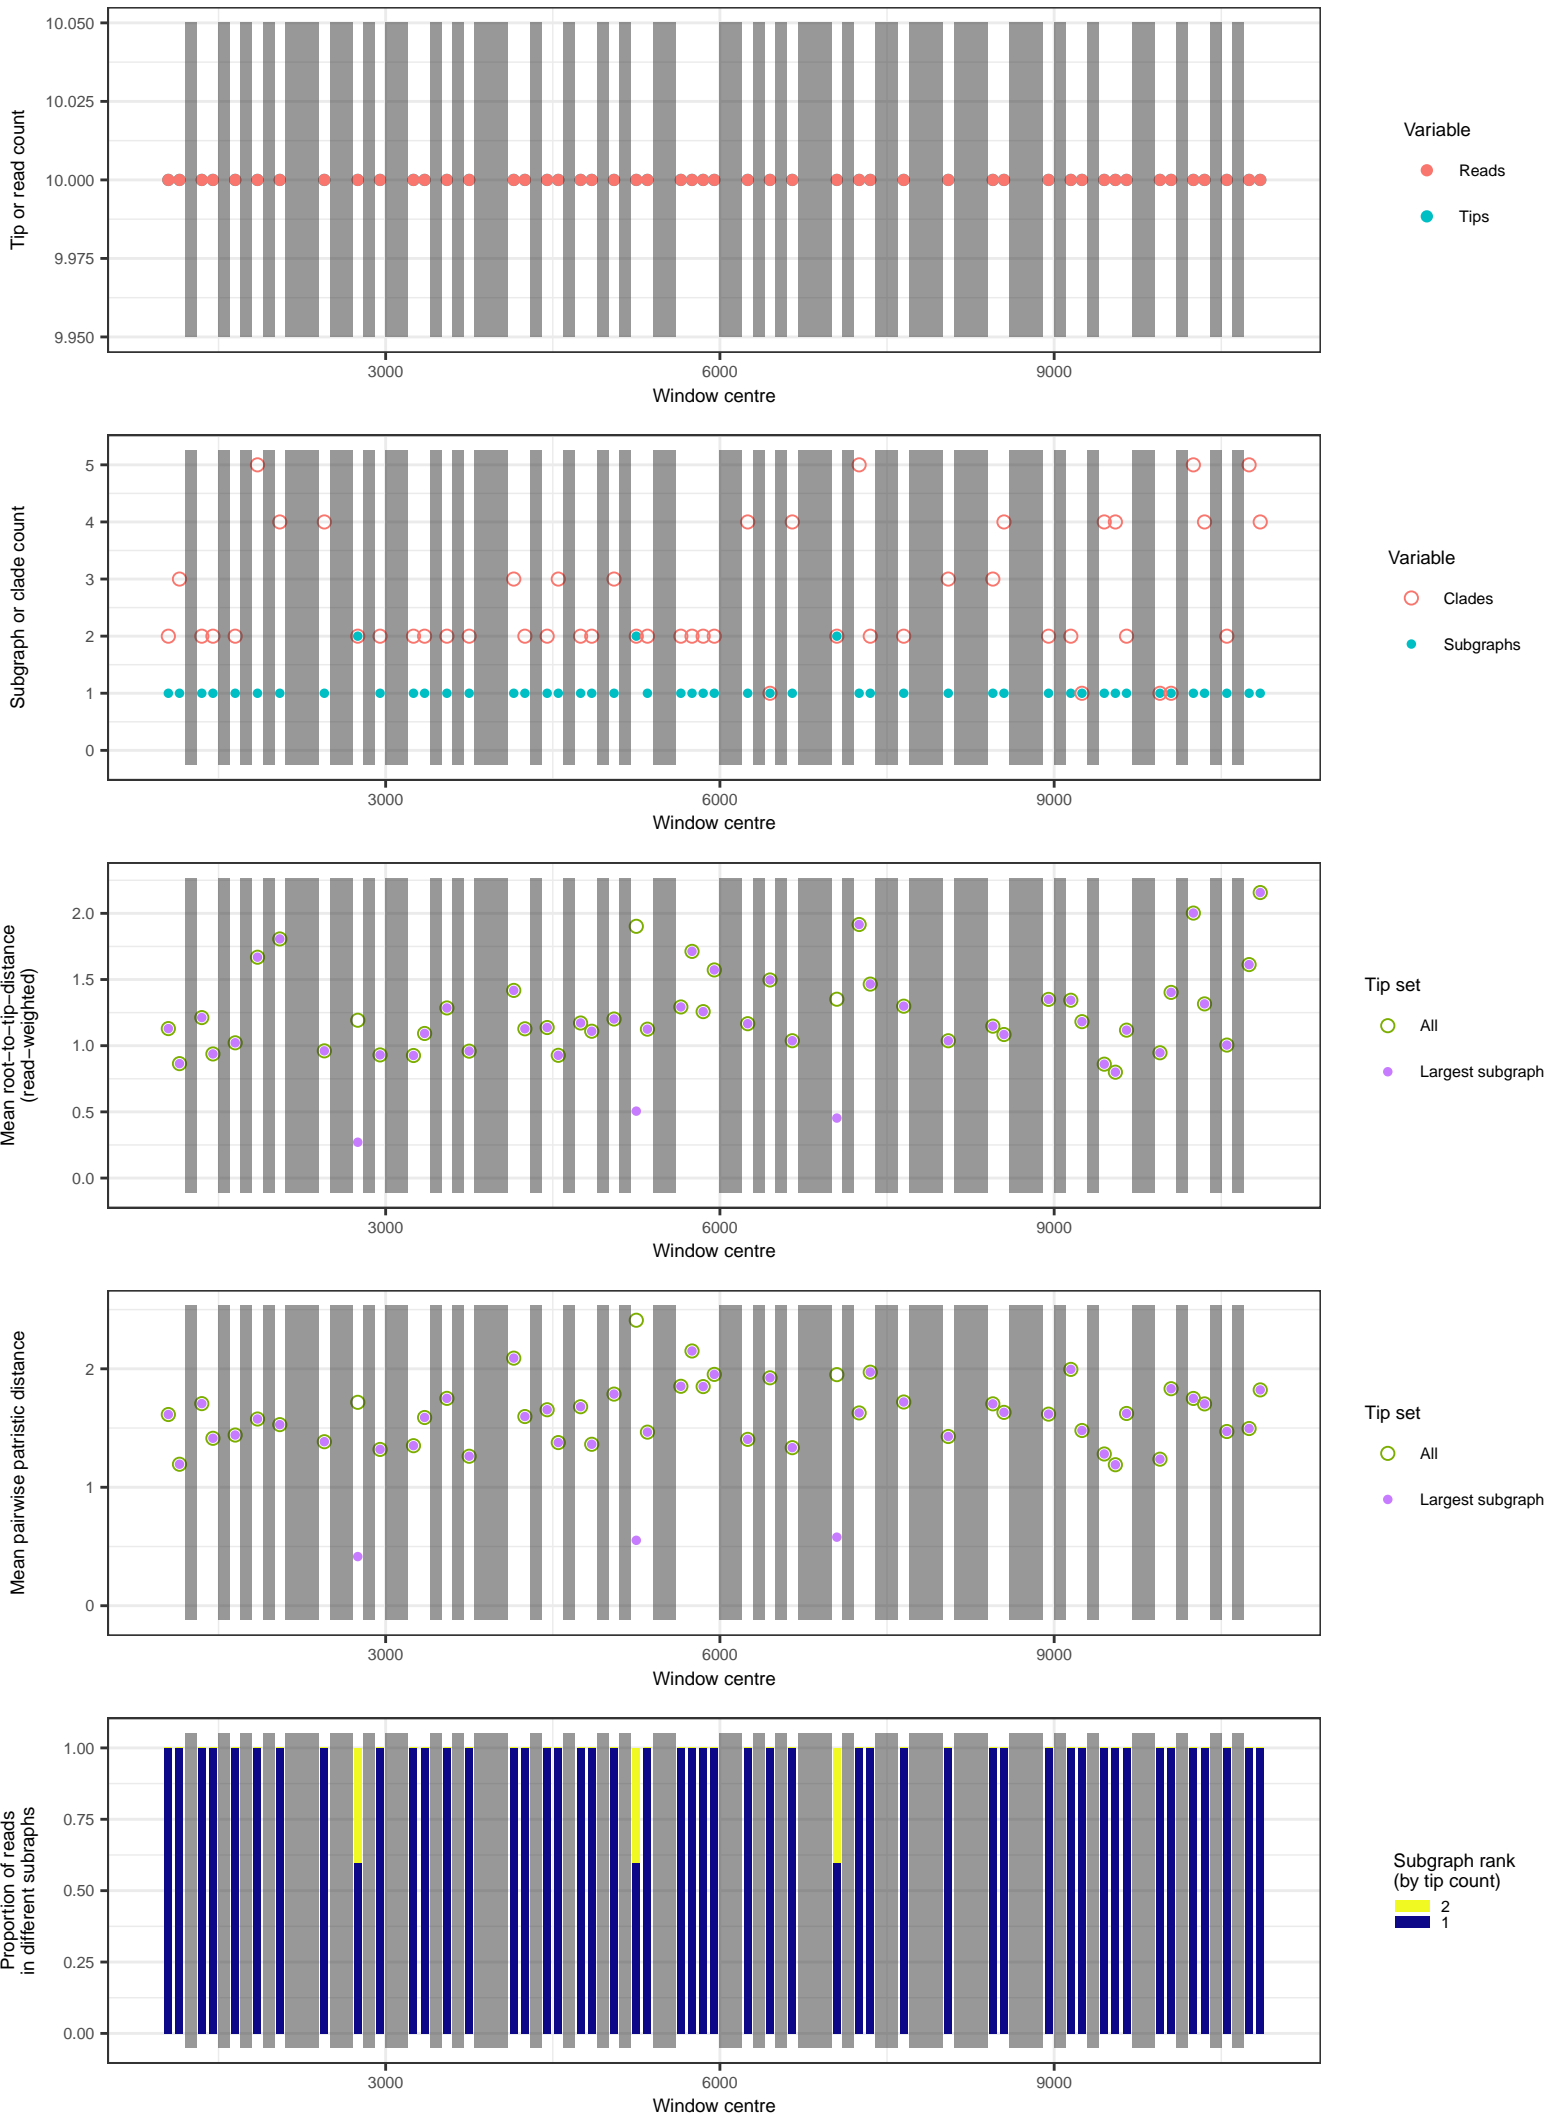 10.050
10.025
10.000
9.975
9.950
Tip or read count
3000
6000
9000
Window centre
Variable
Reads
Tips
5
4
3
2
1
0
Subgraph or clade count
3000
6000
9000
Window centre
Variable
Clades
Subgraphs
2.0
1.5
1.0
0.5
0.0
Mean root−to−tip−distance
(read−weighted)
3000
6000
9000
Window centre
Tip set
All
Largest subgraph
2
1
0
Mean pairwise patristic distance
3000
6000
9000
Window centre
Tip set
All
Largest subgraph
1.00
0.75
0.50
0.25
0.00
Proportion of reads
in different subraphs
3000
6000
9000
Window centre
Subgraph rank
(by tip count)
2
1